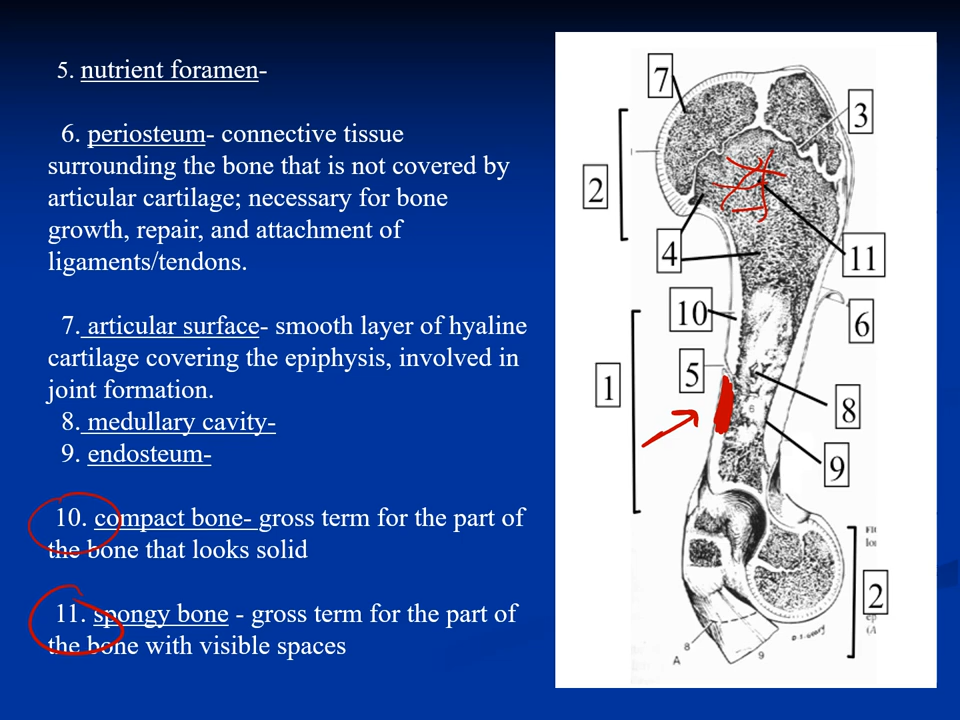 5. nutrient foramen-
6. periosteum- connective tissue
surrounding the bone that is not covered by
articular cartilage; necessary for bone
growth, repair, and attachment of
ligaments/tendons.
7. articular surface- smooth layer of hyaline
cartilage covering the epiphysis, involved in
joint formation.
8. medullary cavity-
9. endosteum-
10. compact bone- gross term for the part of
the bone that looks solid
11. spongy bone - gross term for the part of
the bone with visible spaces
7
3
2
4
11
10
6
5
1
8
6
9
2
8
9
A
(A